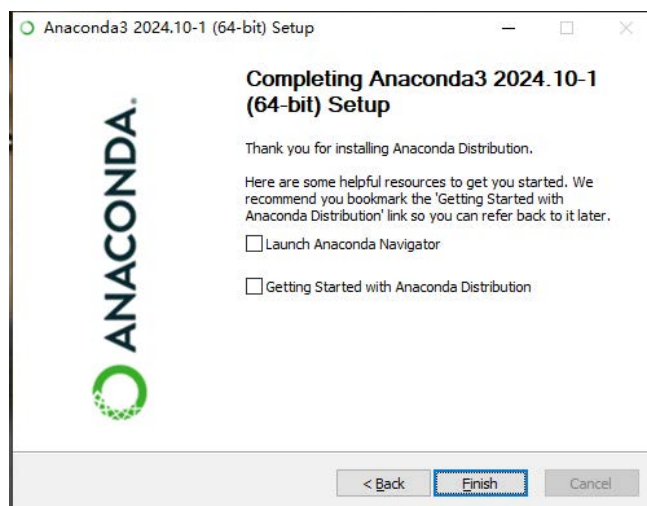 Anaconda3 2024.10-1 (64-bit) Setup
Completing Anaconda3 2024.10-1
(64-bit) Setup
Thank you for installing Anaconda Distribution.
Here are some helpful resources to get you started. We
recommend you bookmark the 'Getting Started with
Anaconda Distribution' link so you can refer back to it later.
Launch Anaconda Navigator
Getting Started with Anaconda Distribution
ANACONDA.
< Back
Finish
Cancel